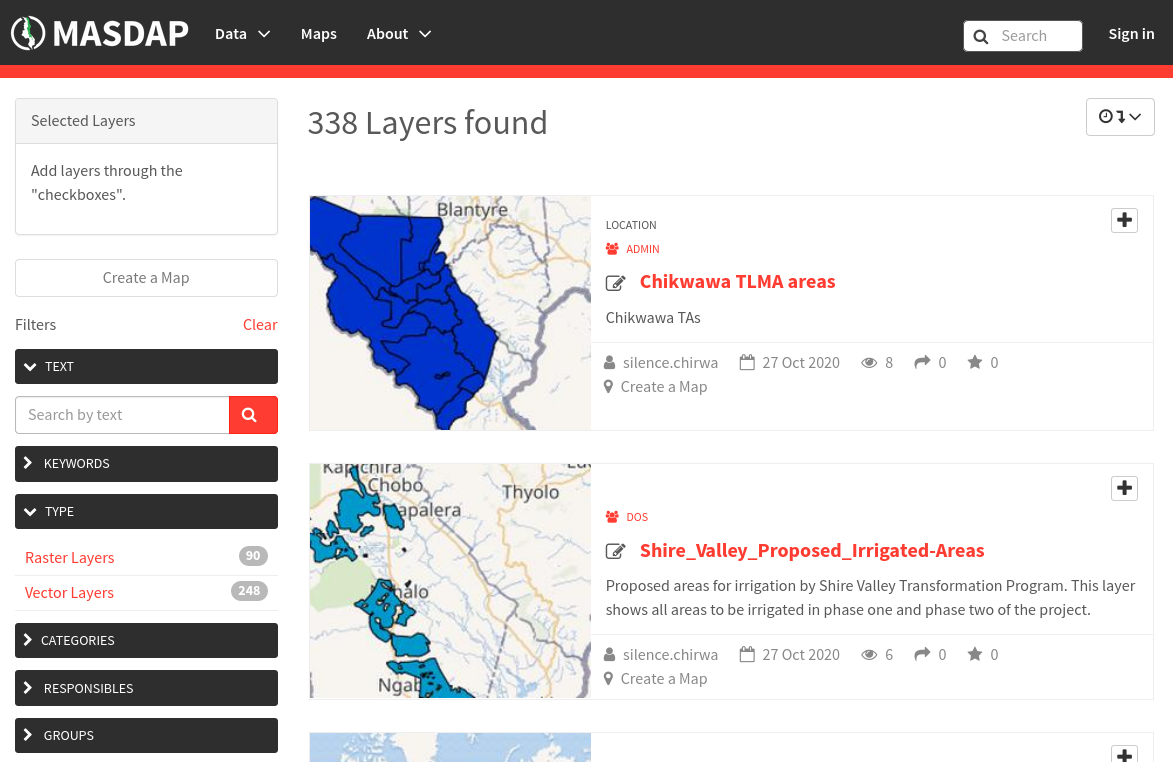 MASDAP
Data
Maps
About
Search
Sign in
Selected Layers
Add layers through the
"checkboxes".
Create a Map
Filters
Clear
TEXT
Search by text
KEYWORDS
TYPE
Raster Layers
90
Vector Layers
248
CATEGORIES
RESPONSIBLES
GROUPS
338 Layers found
Blantyre
LOCATION
ADMIN
Chikwawa TLMA areas
Chikwawa TAs
silence.chirwa 27 Oct 2020 8 0 0
Create a Map
Kapichira
Chobo
Thyolo
apalera
halo
Ngab
DOS
Shire_Valley_Proposed_Irrigated-Areas
Proposed areas for irrigation by Shire Valley Transformation Program. This layer
shows all areas to be irrigated in phase one and phase two of the project.
silence.chirwa 27 Oct 2020 6 0 0
Create a Map